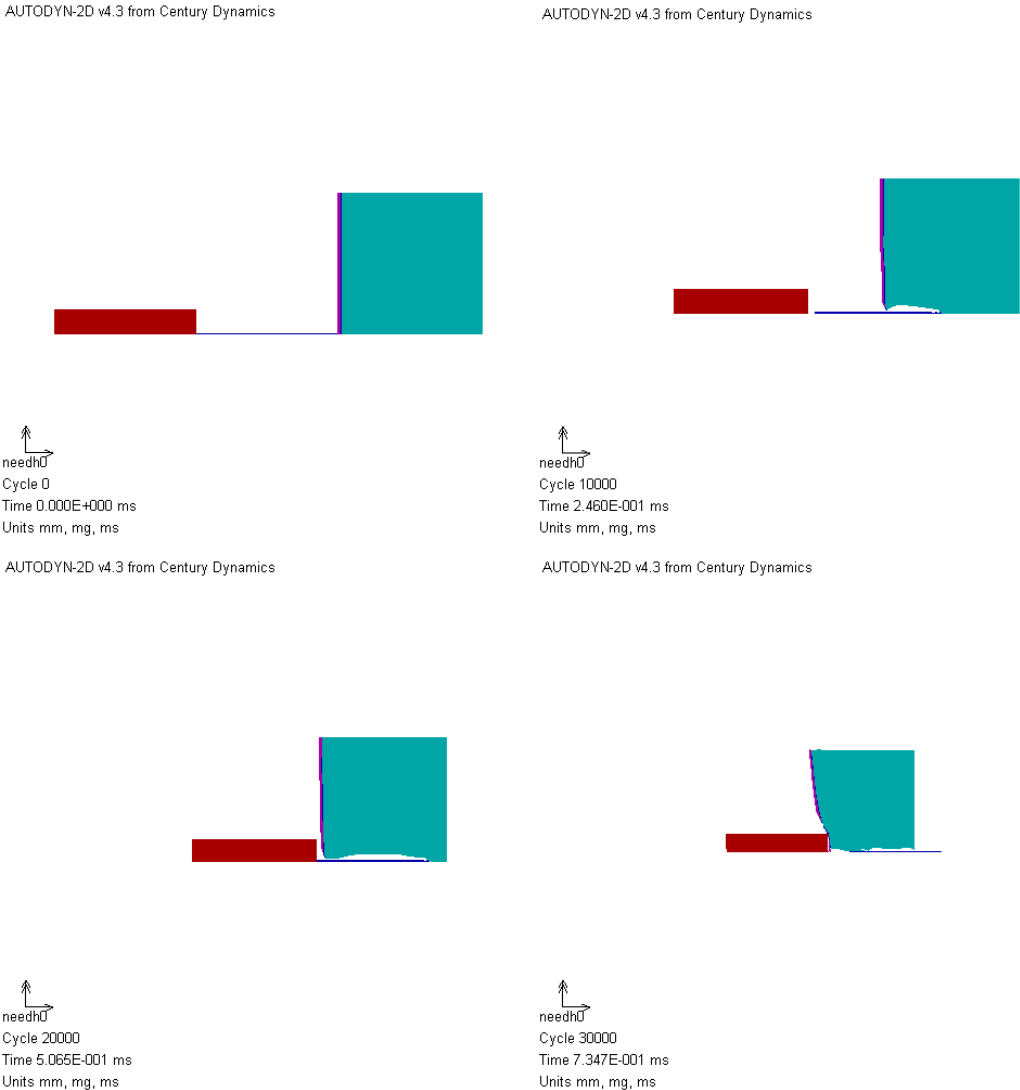 AUTODYN-2D v4.3 from Century Dynamics
needh0
Cycle 0
Time 0.000E+000 ms
Units mm, mg, ms
AUTODYN-2D v4.3 from Century Dynamics
needh0
Cycle 10000
Time 2.460E-001 ms
Units mm, mg, ms
AUTODYN-2D v4.3 from Century Dynamics
needh0
Cycle 20000
Time 5.065E-001 ms
Units mm, mg, ms
AUTODYN-2D v4.3 from Century Dynamics
needh0
Cycle 30000
Time 7.347E-001 ms
Units mm, mg, ms